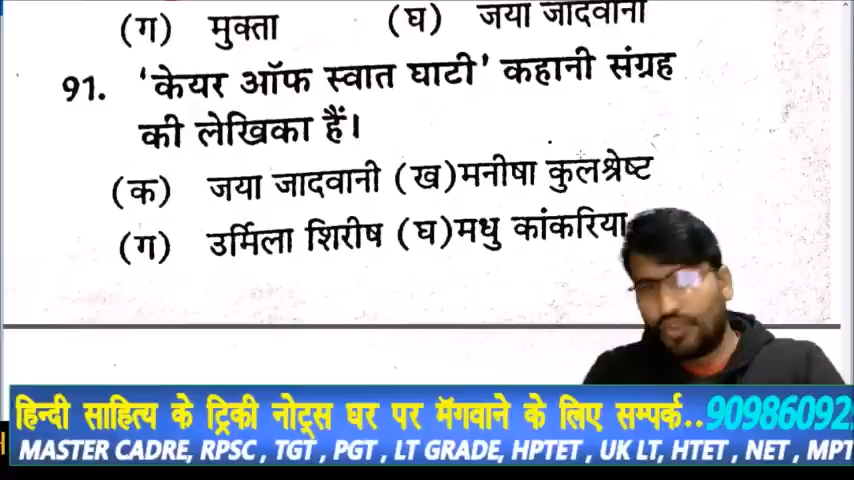 (ग) मुक्ता (घ) जया जादवानी
91. 'केयर ऑफ स्वात घाटी' कहानी संग्रह
की लेखिका हैं।
(क) जया जादवानी (ख)मनीषा कुलश्रेष्ट
(ग) उर्मिला शिरीष (घ)मधु कांकरिया
हिन्दी साहित्य के ट्रिकी नोट्स घर पर मॅगवाने के लिए सम्पर्क..90986092
MASTER CADRE, RPSC , TGT , PGT , LT GRADE, HPTET , UK LT, HTET , NET , MPT